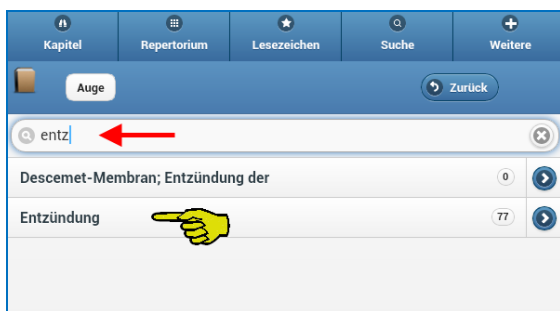 Kapitel Repertorium Lesezeichen Suche Weitere
Auge Zurück
entz
Descemet-Membran; Entzündung der 0
Entzündung 77